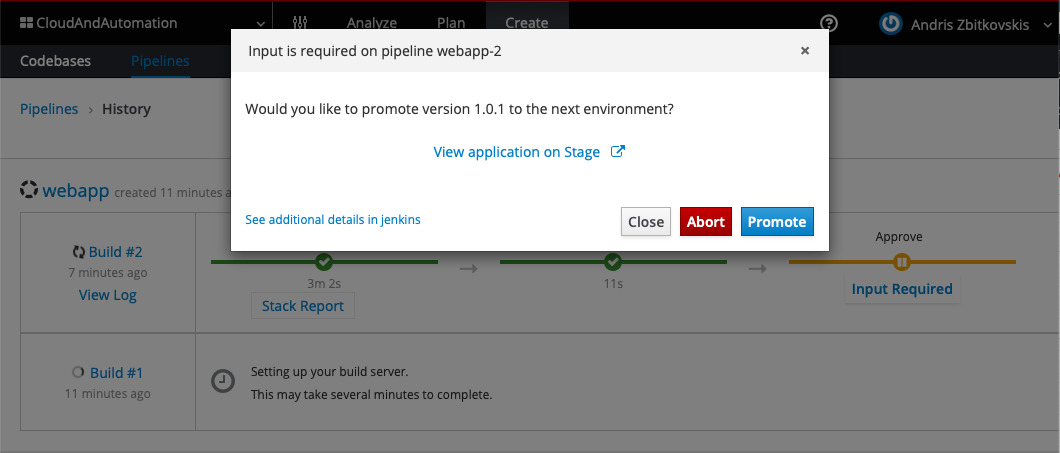 CloudAndAutomation
Analyze
Plan
Create
Andris Zbitkovskis
Codebases
Pipelines
Input is required on pipeline webapp-2
×
Would you like to promote version 1.0.1 to the next environment?
View application on Stage
See additional details in jenkins
Close
Abort
Promote
Pipelines > History
webapp created 11 minutes a
Build #2
7 minutes ago
View Log
3m 2s
Stack Report
11s
Approve
Input Required
Build #1
11 minutes ago
Setting up your build server.
This may take several minutes to complete.